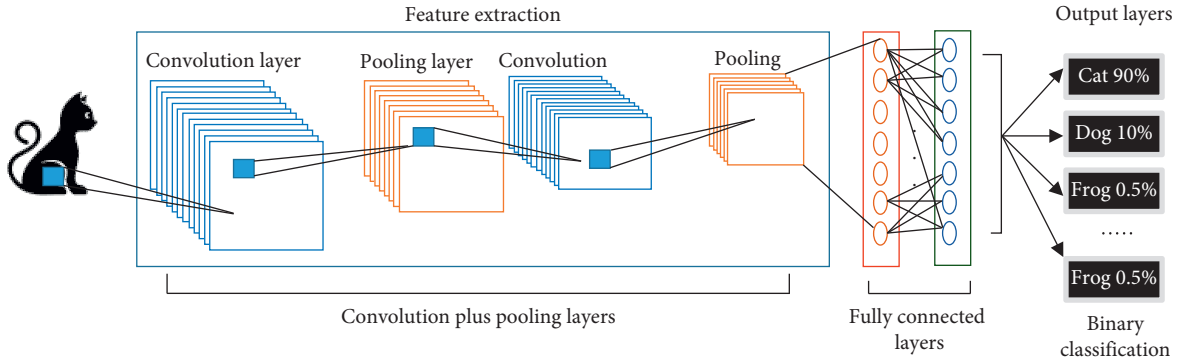 Feature extraction
Output layers
Convolution layer
Pooling layer
Convolution
Pooling
Cat 90%
Dog 10%
Frog 0.5%
.....
Frog 0.5%
Convolution plus pooling layers
Fully connected
layers
Binary
classification